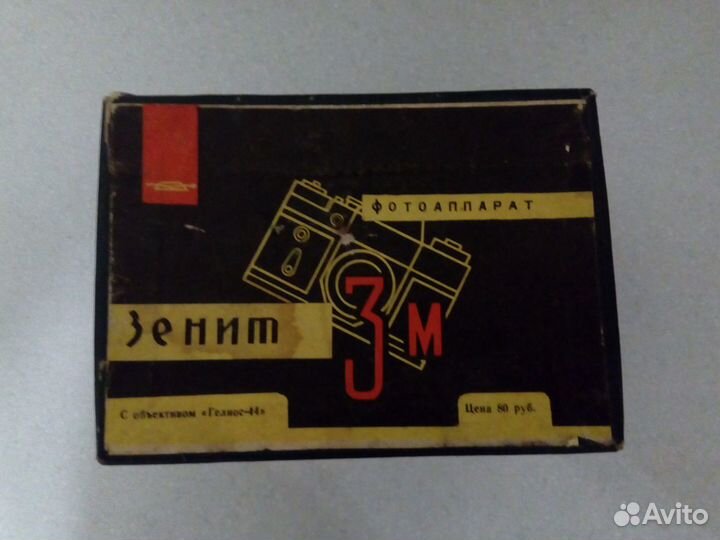 ФОТОАППАРАТ
Зенит
3М
С объективом «Гелиос-44»
Цена 80 руб.
Avito